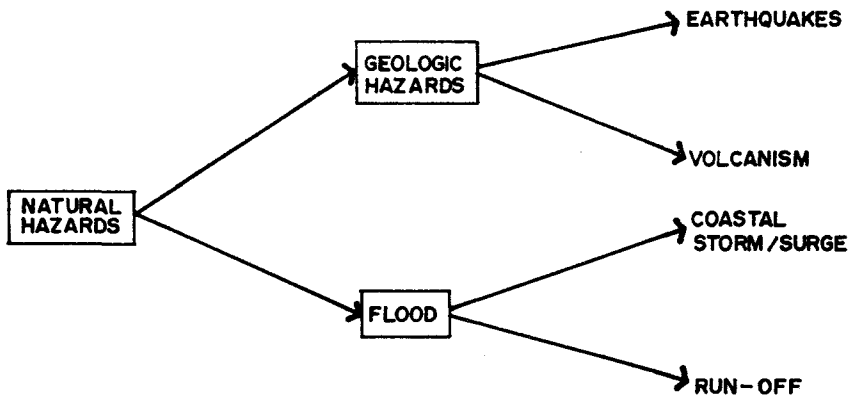 EARTHQUAKES
GEOLOGIC
HAZARDS
VOLCANISM
NATURAL
HAZARDS
COASTAL
STORM/SURGE
FLOOD
RUN-OFF